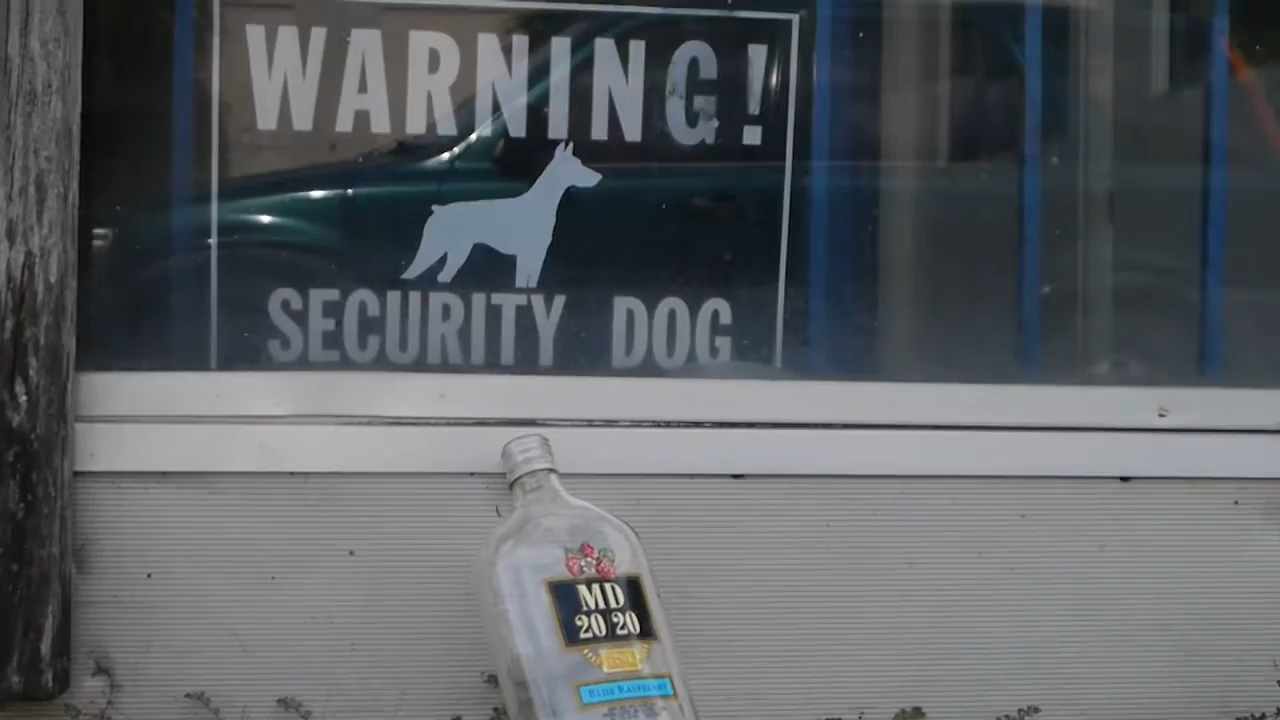 WARNING!
SECURITY DOG
MD
20/20
BLUE RASPBERRY